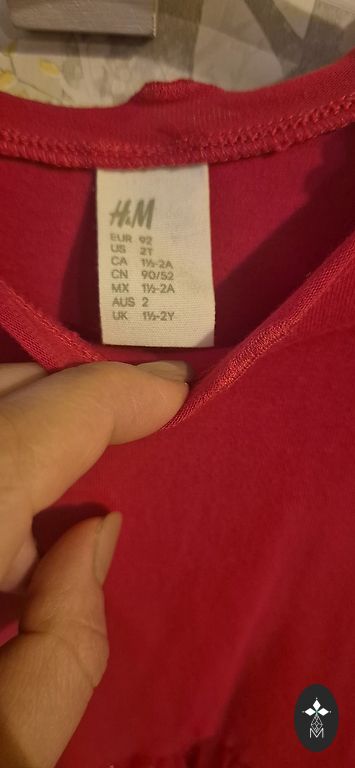 H&M
EUR 92
US 2Y
CA 1½-2A
CN 90/52
MX 1½-2A
AUS 2
UK 1½-2Y
M